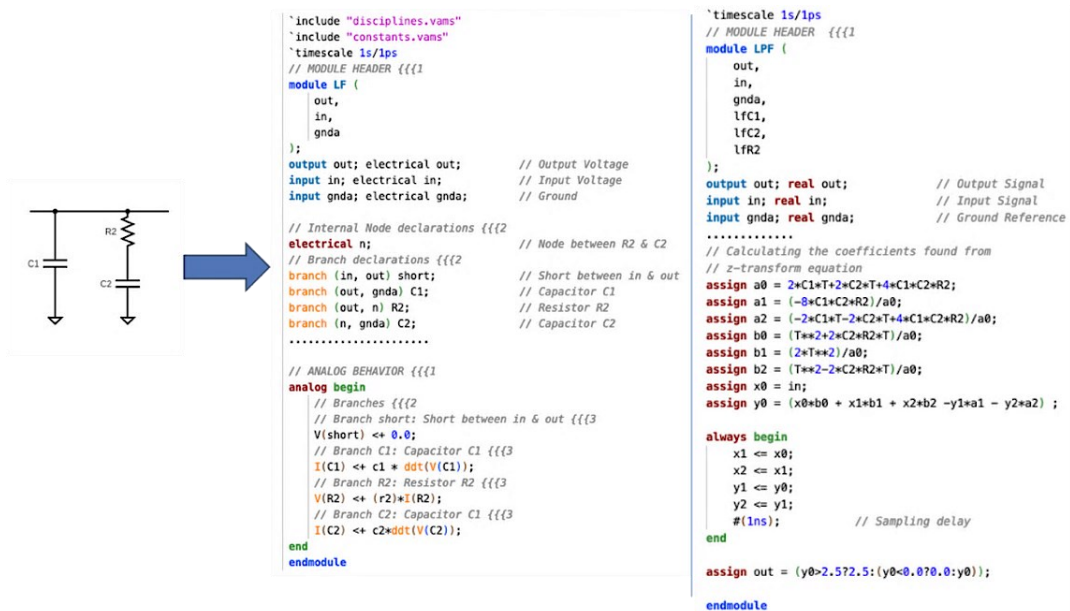 C1
R2
C2
`include "disciplines.vams"
`include "constants.vams"
`timescale 1s/1ps
// MODULE HEADER {{{1
module LF (
out,
in,
gnda
);
output out; electrical out; // Output Voltage
input in; electrical in; // Input Voltage
input gnda; electrical gnda; // Ground
// Internal Node declarations {{{2
electrical n; // Node between R2 & C2
// Branch declarations {{{2
branch (in, out) short; // Short between in & out
branch (out, gnda) C1; // Capacitor C1
branch (out, n) R2; // Resistor R2
branch (n, gnda) C2; // Capacitor C2
......................
// ANALOG BEHAVIOR {{{1
analog begin
// Branches {{{2
// Branch short: Short between in & out {{{3
V(short) <+ 0.0;
// Branch C1: Capacitor C1 {{{3
I(C1) <+ c1 * ddt(V(C1));
// Branch R2: Resistor R2 {{{3
V(R2) <+ (r2)*I(R2);
// Branch C2: Capacitor C1 {{{3
I(C2) <+ c2*ddt(V(C2));
end
endmodule
`timescale 1s/1ps
// MODULE HEADER {{{1
module LPF (
out,
in,
gnda,
lfC1,
lfC2,
lfR2
);
output out; real out; // Output Signal
input in; real in; // Input Signal
input gnda; real gnda; // Ground Reference
.............
// Calculating the coefficients found from
// z-transform equation
assign a0 = 2*C1*T+2*C2*T+4*C1*C2*R2;
assign a1 = (-8*C1*C2*R2)/a0;
assign a2 = (-2*C1*T-2*C2*T+4*C1*C2*R2)/a0;
assign b0 = (T**2+2*C2*R2*T)/a0;
assign b1 = (2*T**2)/a0;
assign b2 = (T**2-2*C2*R2*T)/a0;
assign x0 = in;
assign y0 = (x0*b0 + x1*b1 + x2*b2 -y1*a1 - y2*a2) ;
always begin
x1 <= x0;
x2 <= x1;
y1 <= y0;
y2 <= y1;
#(1ns); // Sampling delay
end
assign out = (y0>2.5?2.5:(y0<0.0?0.0:y0));
endmodule